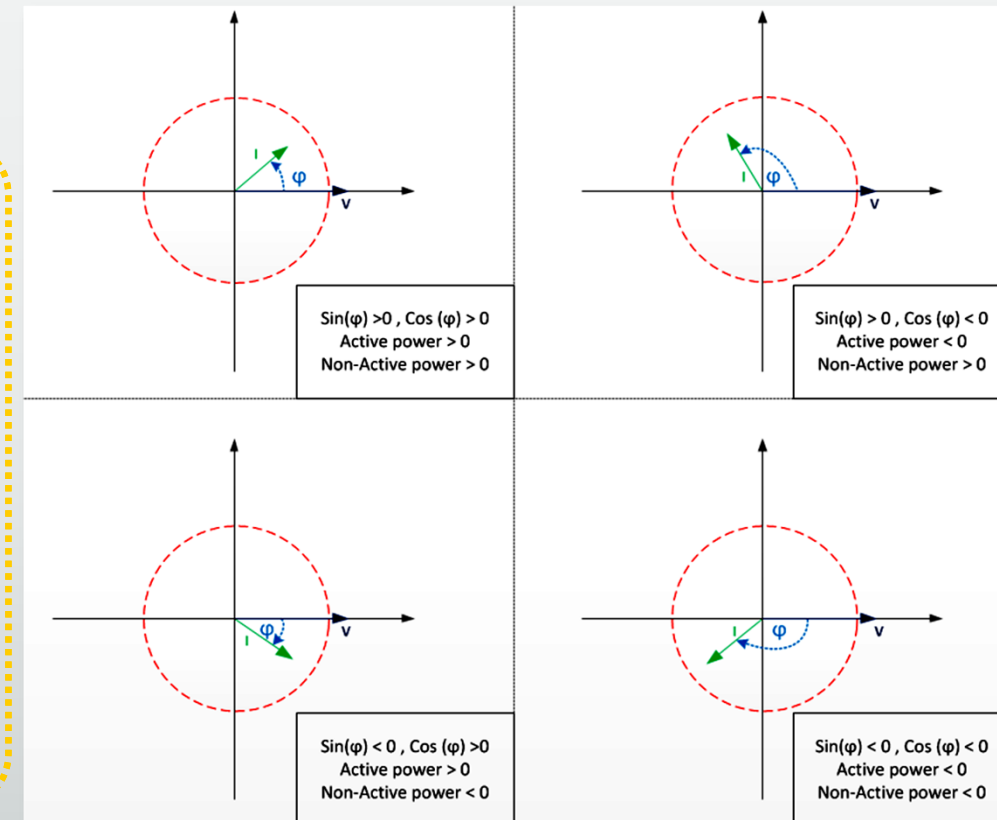 I
φ
v
Sin(φ) >0 , Cos (φ) > 0
Active power > 0
Non-Active power > 0
I
φ
v
Sin(φ) > 0 , Cos (φ) < 0
Active power < 0
Non-Active power > 0
φ
I
v
Sin(φ) < 0 , Cos (φ) >0
Active power > 0
Non-Active power < 0
I
φ
v
Sin(φ) < 0 , Cos (φ) < 0
Active power < 0
Non-Active power < 0